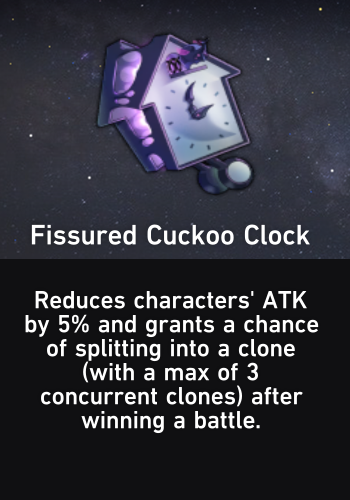 Fissured Cuckoo Clock
Reduces characters' ATK
by 5% and grants a chance
of splitting into a clone
(with a max of 3
concurrent clones) after
winning a battle.